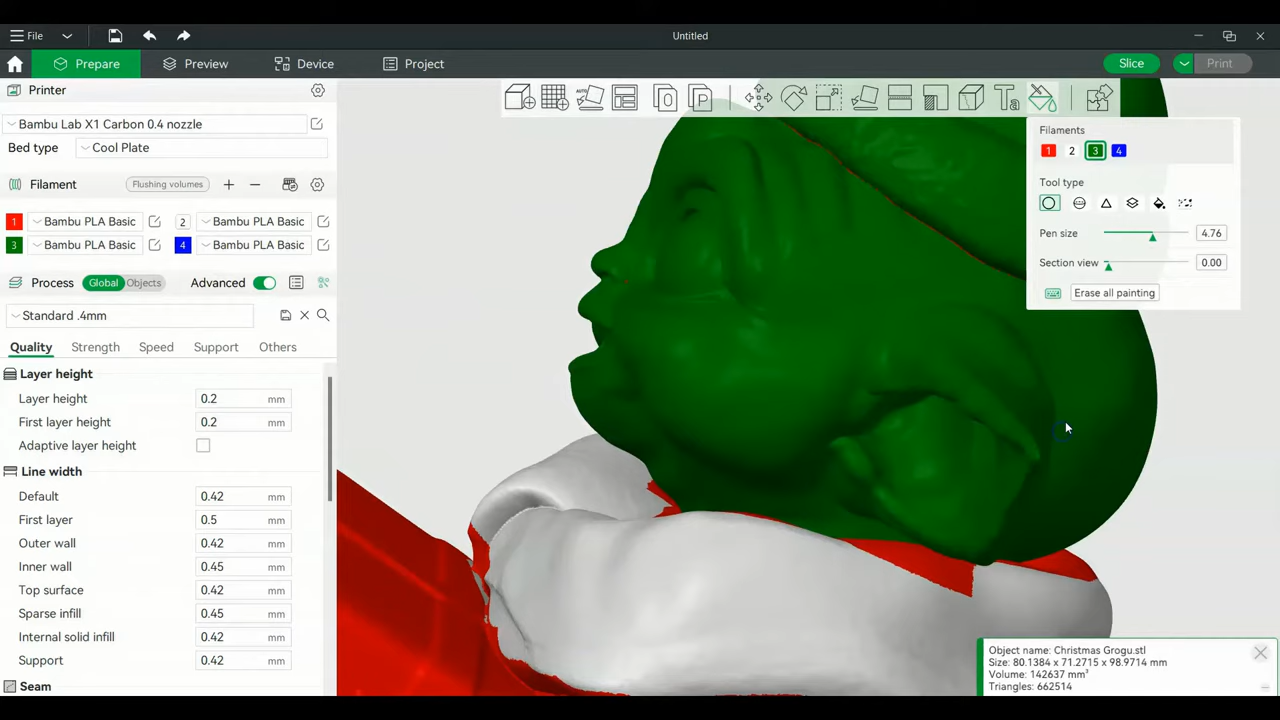 File
Untitled
Prepare
Preview
Device
Project
Slice
Print
Printer
Bambu Lab X1 Carbon 0.4 nozzle
Bed type
Cool Plate
Filament
Flushing volumes
1 Bambu PLA Basic
2 Bambu PLA Basic
3 Bambu PLA Basic
4 Bambu PLA Basic
Process Global Objects Advanced
Standard .4mm
Quality Strength Speed Support Others
Layer height
Layer height 0.2 mm
First layer height 0.2 mm
Adaptive layer height
Line width
Default 0.42 mm
First layer 0.5 mm
Outer wall 0.42 mm
Inner wall 0.45 mm
Top surface 0.42 mm
Sparse infill 0.45 mm
Internal solid infill 0.42 mm
Support 0.42 mm
Seam
AUTO
O
P
Ta
Filaments
1 2 3 4
Tool type
Pen size 4.76
Section view 0.00
Erase all painting
Object name: Christmas Grogu.stl
Size: 80.1384 x 71.2715 x 98.9714 mm
Volume: 142637 mm³
Triangles: 662514